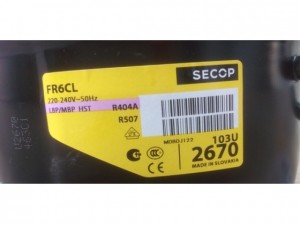 SECOP
FR6CL
220-240V~50Hz
LBP/MBP HST R404A
R507
103U
2670
MADE IN SLOVAKIA